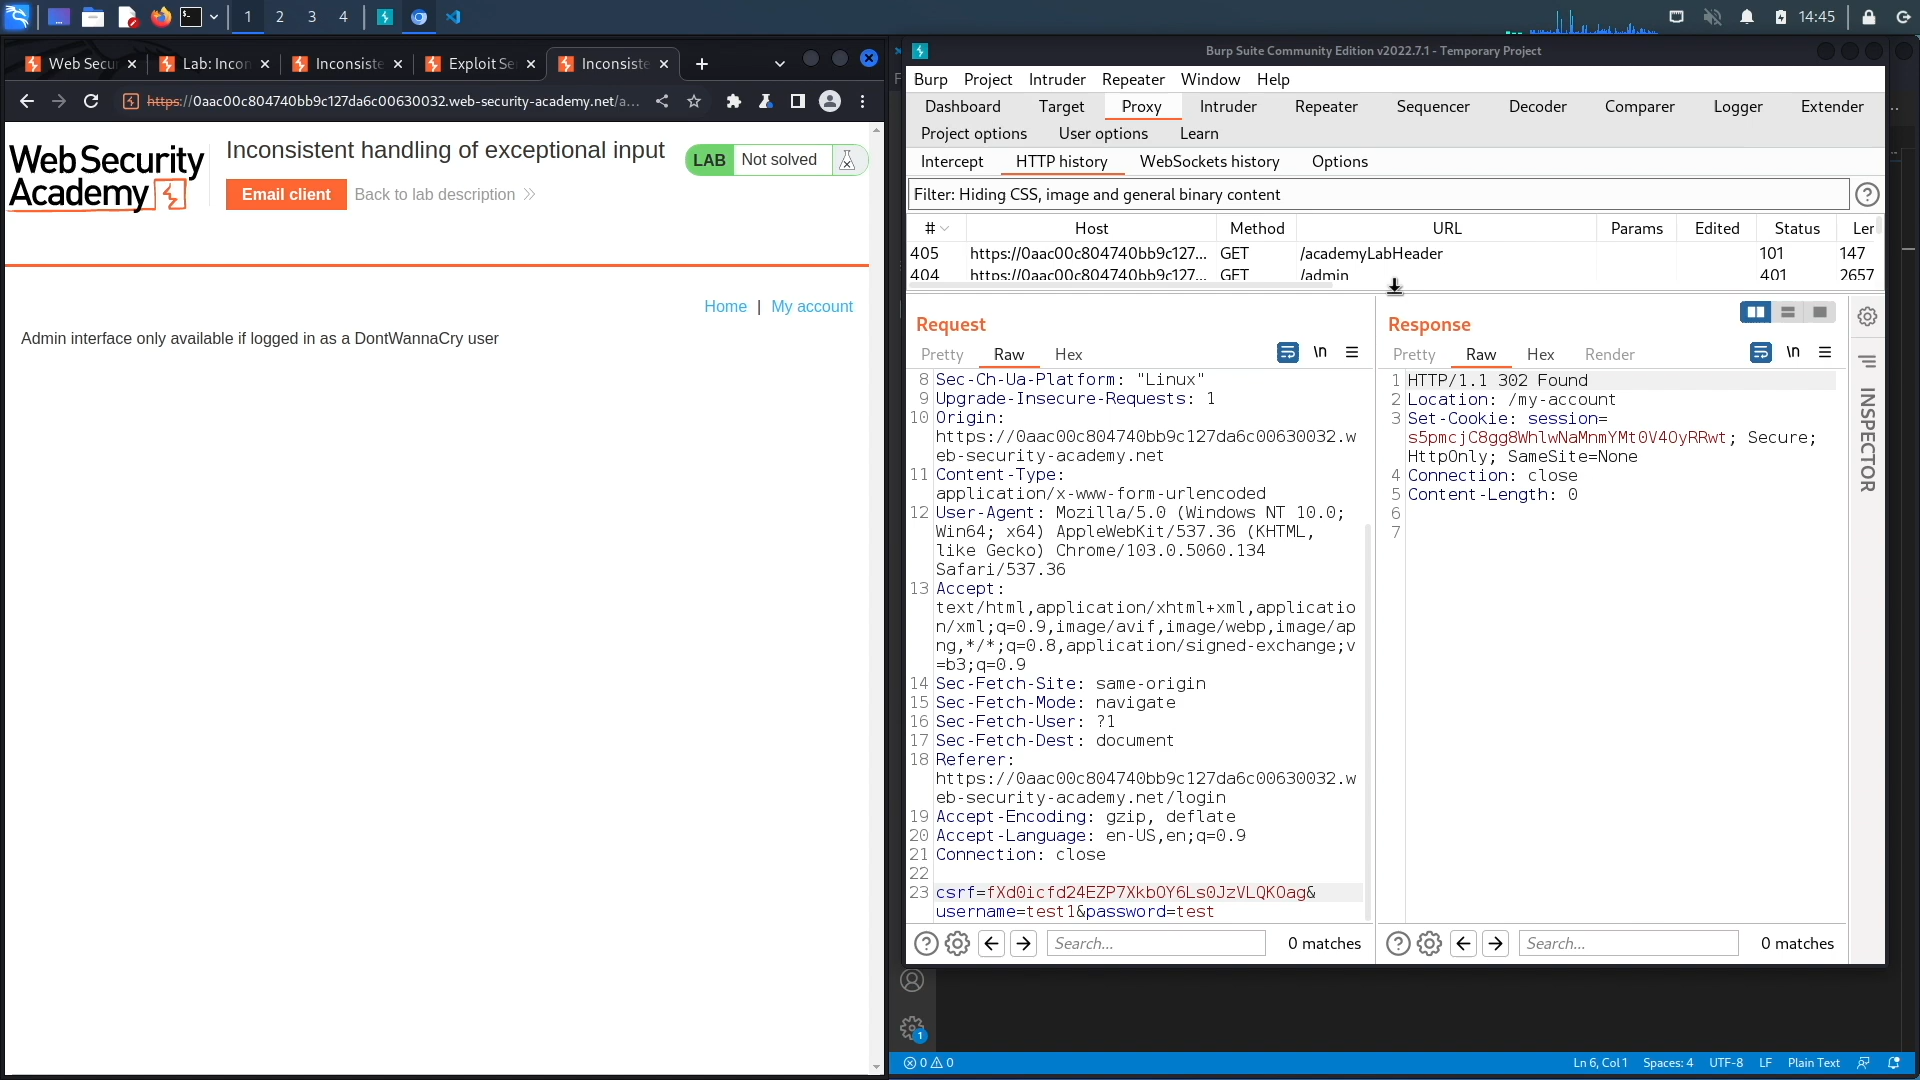 1 2 3 4
14:45
Web Secur
Lab: Incon
Inconsiste
Exploit Se
Inconsiste
https://0aac00c804740bb9c127da6c00630032.web-security-academy.net/a...
Web Security
Academy
Inconsistent handling of exceptional input
LAB Not solved
Email client
Back to lab description
Home | My account
Admin interface only available if logged in as a DontWannaCry user
Burp Suite Community Edition v2022.7.1 - Temporary Project
Burp Project Intruder Repeater Window Help
Dashboard Target Proxy Intruder Repeater Sequencer Decoder Comparer Logger Extender
Project options User options Learn
Intercept HTTP history WebSockets history Options
Filter: Hiding CSS, image and general binary content
# Host Method URL Params Edited Status Ler
405 https://0aac00c804740bb9c127... GET /academyLabHeader 101 147
404 https://0aac00c804740bb9c127... GET /admin 401 2657
Request
Pretty Raw Hex
\n
8 Sec-Ch-Ua-Platform: "Linux"
9 Upgrade-Insecure-Requests: 1
10 Origin:
https://0aac00c804740bb9c127da6c00630032.w
eb-security-academy.net
11 Content-Type:
application/x-www-form-urlencoded
12 User-Agent: Mozilla/5.0 (Windows NT 10.0;
Win64; x64) AppleWebKit/537.36 (KHTML,
like Gecko) Chrome/103.0.5060.134
Safari/537.36
13 Accept:
text/html,application/xhtml+xml,applicatio
n/xml;q=0.9,image/avif,image/webp,image/ap
ng,*/*;q=0.8,application/signed-exchange;v
=b3;q=0.9
14 Sec-Fetch-Site: same-origin
15 Sec-Fetch-Mode: navigate
16 Sec-Fetch-User: ?1
17 Sec-Fetch-Dest: document
18 Referer:
https://0aac00c804740bb9c127da6c00630032.w
eb-security-academy.net/login
19 Accept-Encoding: gzip, deflate
20 Accept-Language: en-US,en;q=0.9
21 Connection: close
22
23 csrf=fXd0icfd24EZP7XkbOY6Ls0JzVLQKOag&
username=test1&password=test
Search...
0 matches
Response
Pretty Raw Hex Render
\n
1 HTTP/1.1 302 Found
2 Location: /my-account
3 Set-Cookie: session=
s5pmcjC8gg8WhlwNaMnmYMt0V4OyRRwt; Secure;
HttpOnly; SameSite=None
4 Connection: close
5 Content-Length: 0
6
7
Search...
0 matches
INSPECTOR
1
0 0
Ln 6, Col 1 Spaces: 4 UTF-8 LF Plain Text